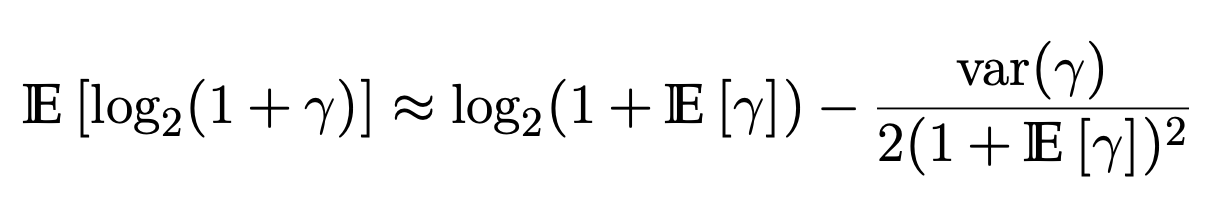 𝔼 [log₂(1 + γ)] ≈ log₂(1 + 𝔼 [γ]) − var(γ) / 2(1 + 𝔼 [γ])²